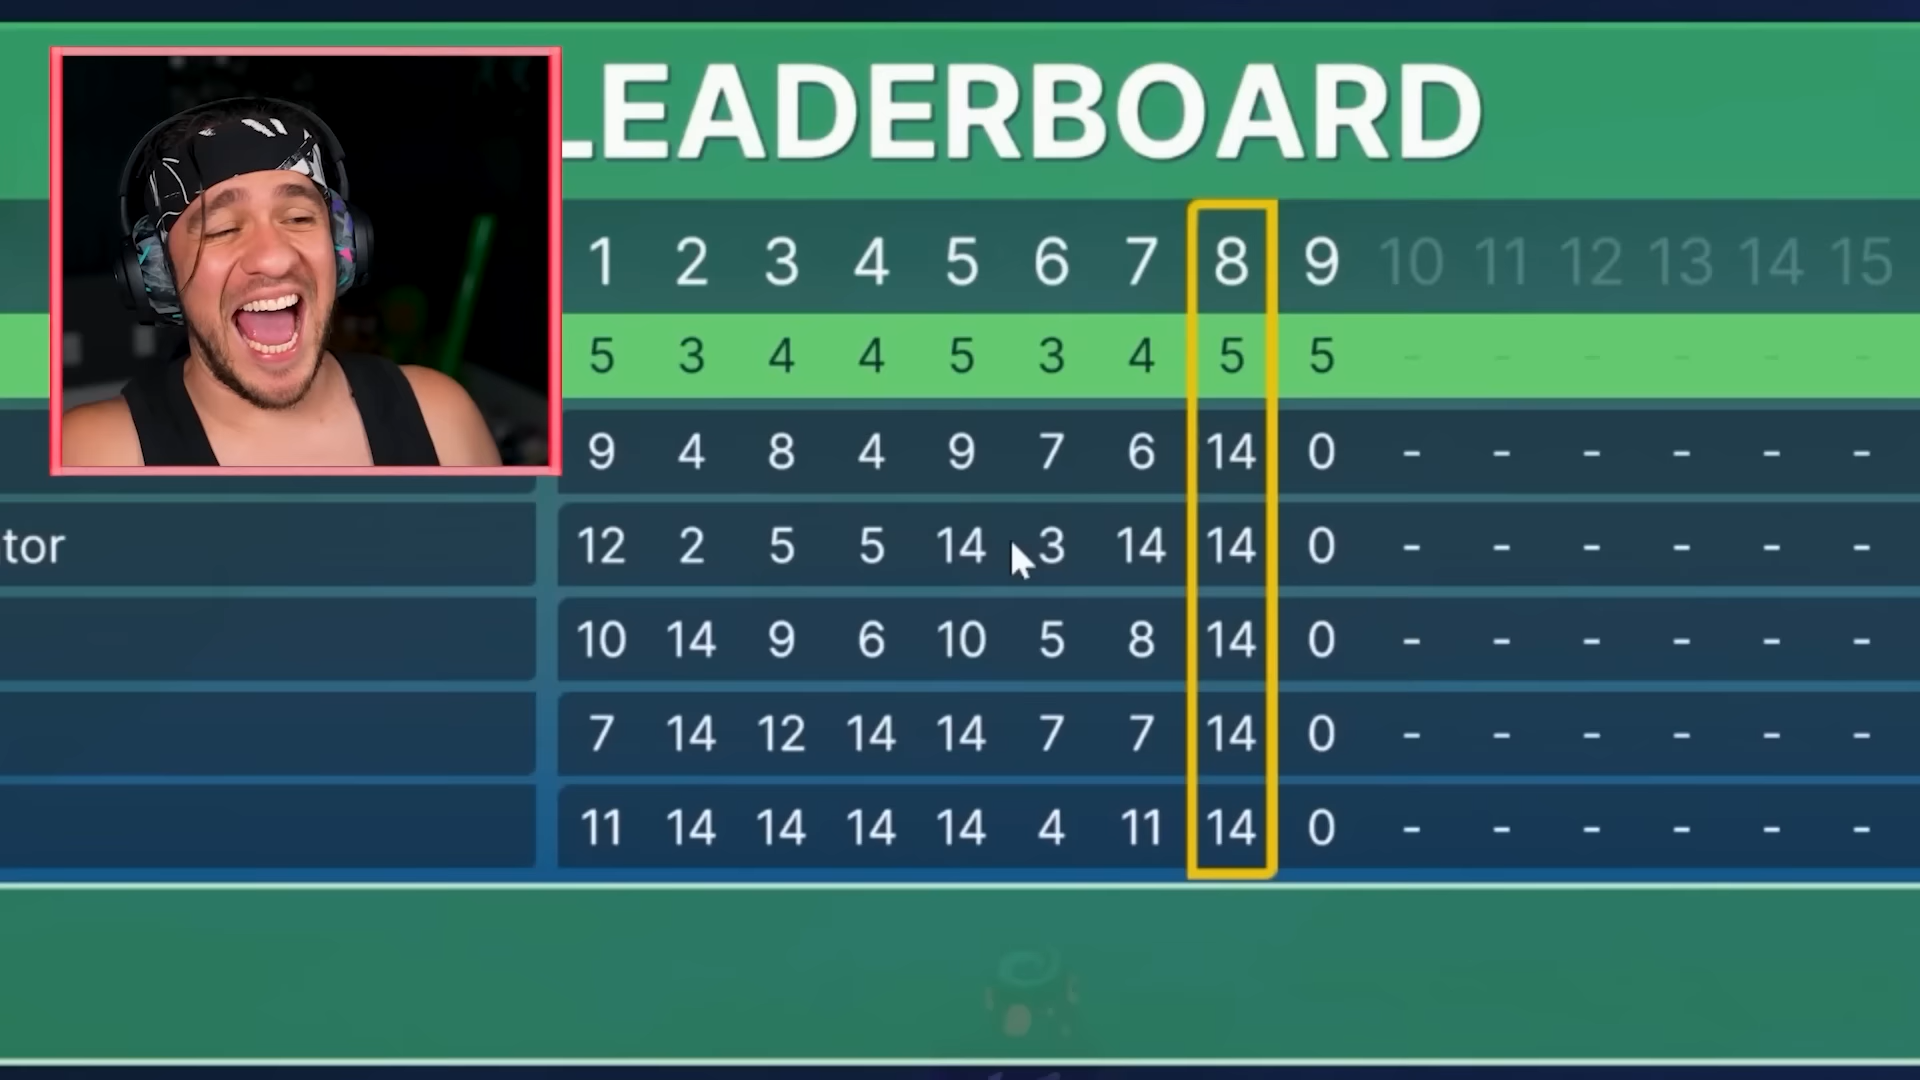 LEADERBOARD
1 2 3 4 5 6 7 8 9 10 11 12 13 14 15
5 3 4 4 5 3 4 5 5 - - - - - -
9 4 8 4 9 7 6 14 0 - - - - - -
tor 12 2 5 5 14 3 14 14 0 - - - - - -
10 14 9 6 10 5 8 14 0 - - - - - -
7 14 12 14 14 7 7 14 0 - - - - - -
11 14 14 14 14 4 11 14 0 - - - - - -